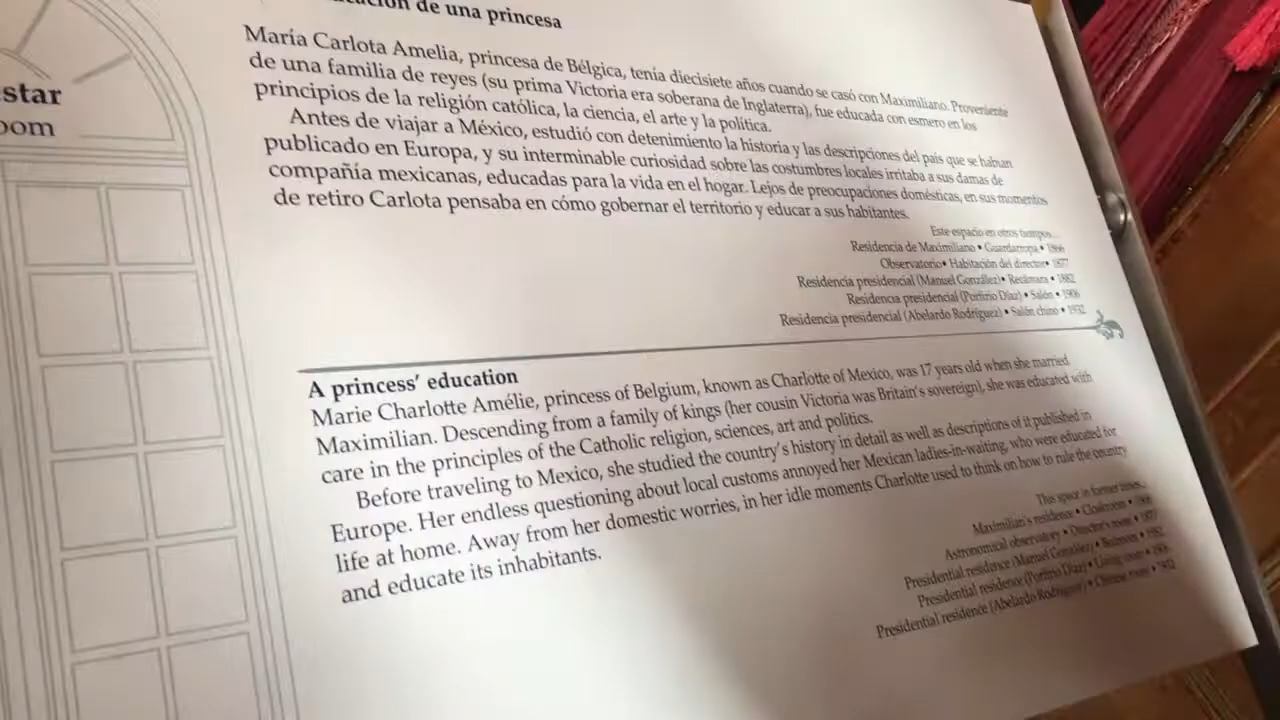 ación de una princesa
María Carlota Amelia, princesa de Bélgica, tenía diecisiete años cuando se casó con Maximiliano. Proveniente
de una familia de reyes (su prima Victoria era soberana de Inglaterra), fue educada con esmero en los
principios de la religión católica, la ciencia, el arte y la política.
Antes de viajar a México, estudió con detenimiento la historia y las descripciones del país que se habían
publicado en Europa, y su interminable curiosidad sobre las costumbres locales irritaba a sus damas de
compañía mexicanas, educadas para la vida en el hogar. Lejos de preocupaciones domésticas, en sus momentos
de retiro Carlota pensaba en cómo gobernar el territorio y educar a sus habitantes.
Este espacio en otros tiempos...
Residencia de Maximiliano • Guardarropa • 1866
Observatorio • Habitación del director • 1877
Residencia presidencial (Manuel González) • Recámara • 1882
Residencia presidencial (Porfirio Díaz) • Salón • 1906
Residencia presidencial (Abelardo Rodríguez) • Salón chino • 1932
star
oom
A princess' education
Marie Charlotte Amélie, princess of Belgium, known as Charlotte of Mexico, was 17 years old when she married
Maximilian. Descending from a family of kings (her cousin Victoria was Britain's sovereign), she was educated with
care in the principles of the Catholic religion, sciences, art and politics.
Before traveling to Mexico, she studied the country's history in detail as well as descriptions of it published in
Europe. Her endless questioning about local customs annoyed her Mexican ladies-in-waiting, who were educated for
life at home. Away from her domestic worries, in her idle moments Charlotte used to think on how to rule the country
and educate its inhabitants.
This space in former times...
Maximilian's residence • Cloakroom • 1866
Astronomical observatory • Director's room • 1877
Presidential residence (Manuel González) • Bedroom • 1882
Presidential residence (Porfirio Díaz) • Living room • 1906
Presidential residence (Abelardo Rodríguez) • Chinese room • 1932